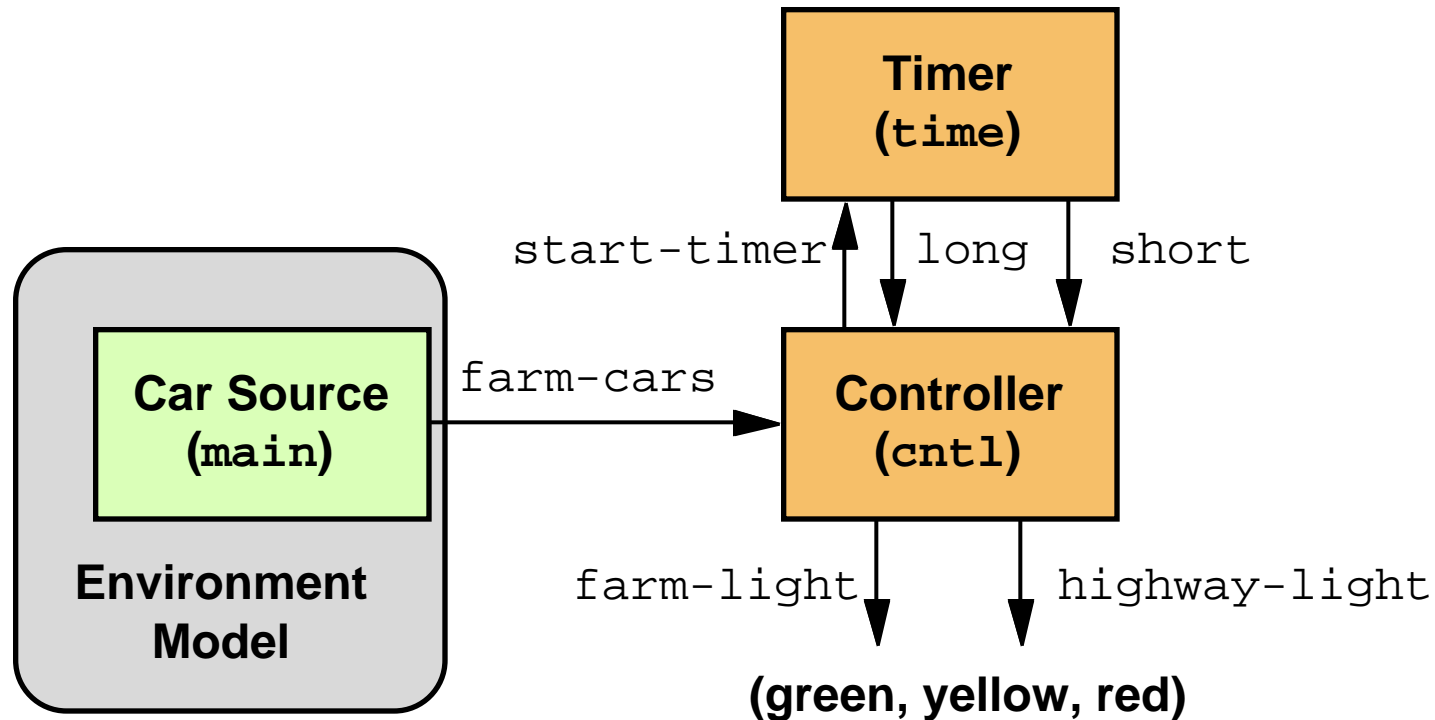 Timer
(time)
start-timer
long
short
Car Source
(main)
farm-cars
Controller
(cntl)
Environment
Model
farm-light
highway-light
(green, yellow, red)